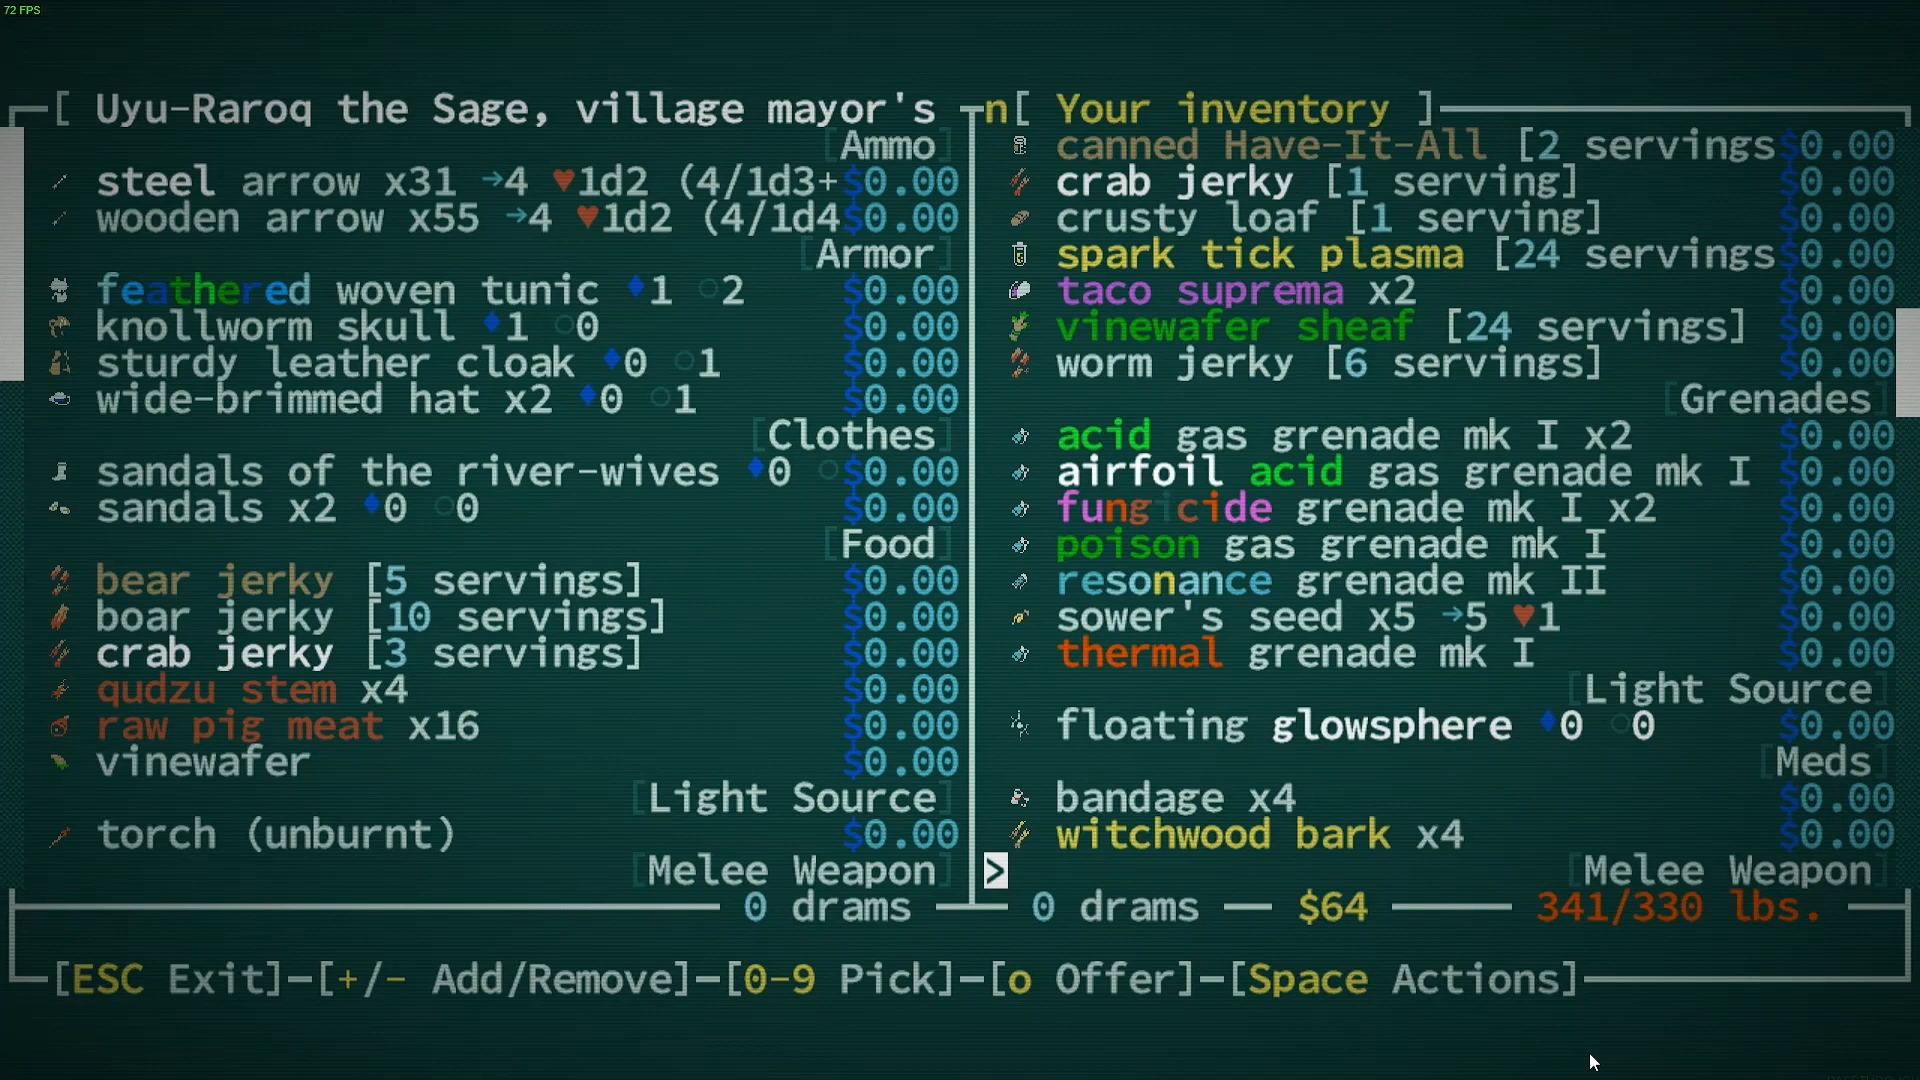 72 FPS
[ Uyu-Raroq the Sage, village mayor's
[Ammo]
steel arrow x31 →4 ♥1d2 (4/1d3+$0.00
wooden arrow x55 →4 ♥1d2 (4/1d4$0.00
[Armor]
feathered woven tunic ♦1 ○2 $0.00
knollworm skull ♦1 ○0 $0.00
sturdy leather cloak ♦0 ○1 $0.00
wide-brimmed hat x2 ♦0 ○1 $0.00
[Clothes]
sandals of the river-wives ♦0 ○$0.00
sandals x2 ♦0 ○0 $0.00
[Food]
bear jerky [5 servings] $0.00
boar jerky [10 servings] $0.00
crab jerky [3 servings] $0.00
qudzu stem x4 $0.00
raw pig meat x16 $0.00
vinewafer $0.00
[Light Source]
torch (unburnt) $0.00
[Melee Weapon]
0 drams
n[ Your inventory ]
canned Have-It-All [2 servings$0.00
crab jerky [1 serving] $0.00
crusty loaf [1 serving] $0.00
spark tick plasma [24 servings$0.00
taco suprema x2 $0.00
vinewafer sheaf [24 servings] $0.00
worm jerky [6 servings] $0.00
[Grenades]
acid gas grenade mk I x2 $0.00
airfoil acid gas grenade mk I $0.00
fungicide grenade mk I x2 $0.00
poison gas grenade mk I $0.00
resonance grenade mk II $0.00
sower's seed x5 →5 ♥1 $0.00
thermal grenade mk I $0.00
[Light Source]
floating glowsphere ♦0 ○0 $0.00
[Meds]
bandage x4 $0.00
witchwood bark x4 $0.00
> [Melee Weapon]
0 drams $64 341/330 lbs.
[ESC Exit]-[+/- Add/Remove]-[0-9 Pick]-[o Offer]-[Space Actions]